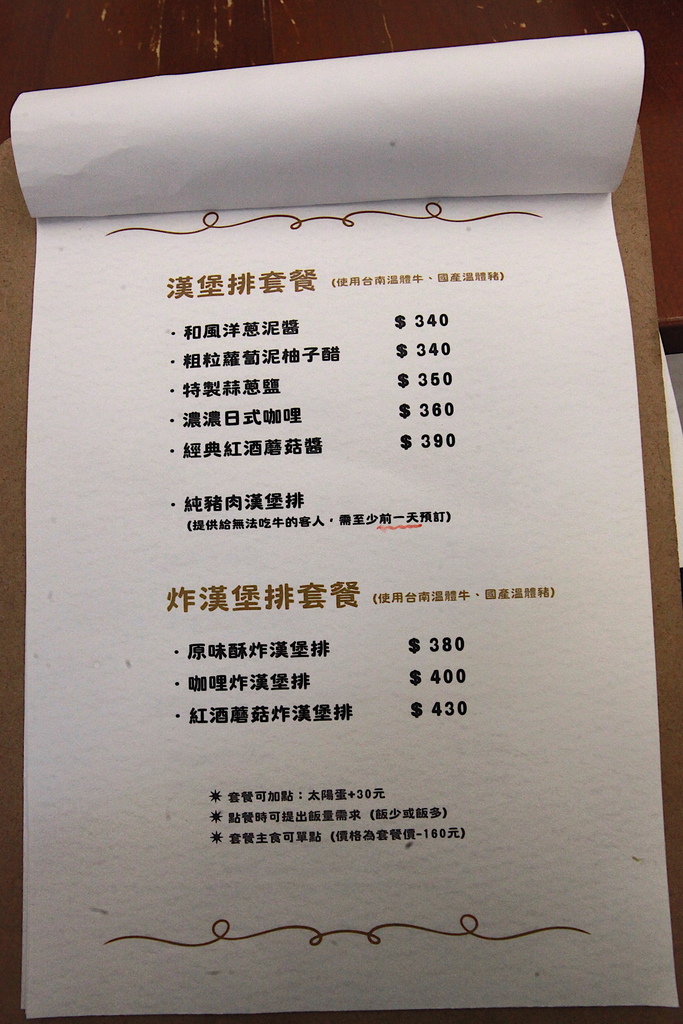 漢堡排套餐 (使用台南溫體牛、國產溫體豬)
・和風洋蔥泥醬 $ 340
・粗粒蘿蔔泥柚子醋 $ 340
・特製蒜蔥鹽 $ 350
・濃濃日式咖哩 $ 360
・經典紅酒蘑菇醬 $ 390
・純豬肉漢堡排
(提供給無法吃牛的客人，需至少前一天預訂)
炸漢堡排套餐 (使用台南溫體牛、國產溫體豬)
・原味酥炸漢堡排 $ 380
・咖哩炸漢堡排 $ 400
・紅酒蘑菇炸漢堡排 $ 430
✴ 套餐可加點：太陽蛋+30元
✴ 點餐時可提出飯量需求 (飯少或飯多)
✴ 套餐主食可單點 (價格為套餐價-160元)